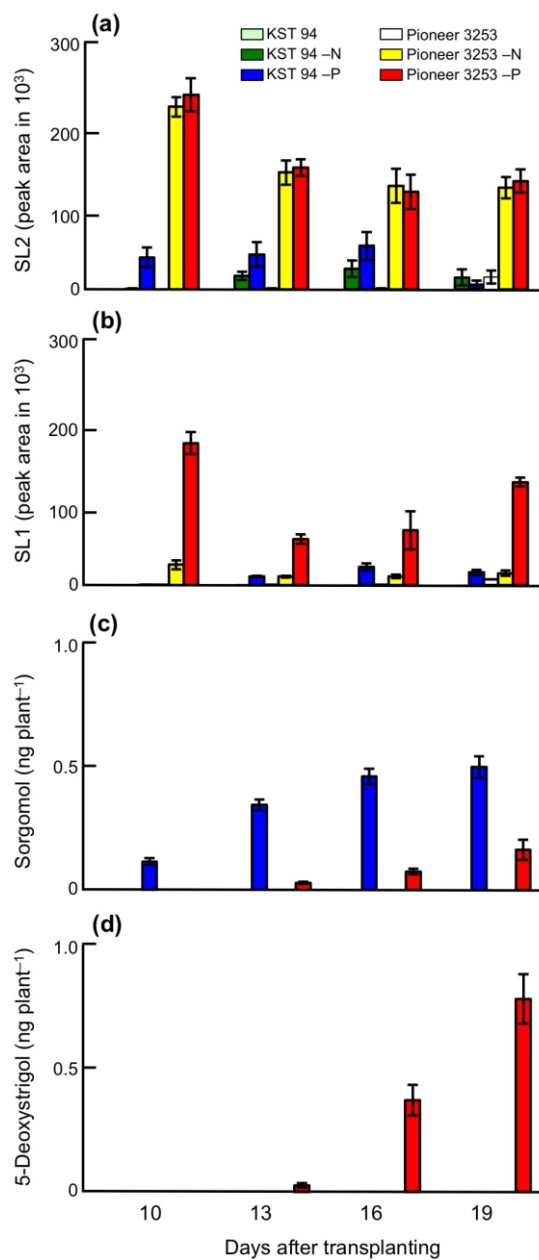 (a)
KST 94
KST 94 –N
KST 94 –P
Pioneer 3253
Pioneer 3253 –N
Pioneer 3253 –P
SL2 (peak area in 10³)
300
200
100
0
(b)
SL1 (peak area in 10³)
300
200
100
0
(c)
Sorgomol (ng plant⁻¹)
1.0
0.5
0
(d)
5-Deoxystrigol (ng plant⁻¹)
1.0
0.5
0
10 13 16 19
Days after transplanting